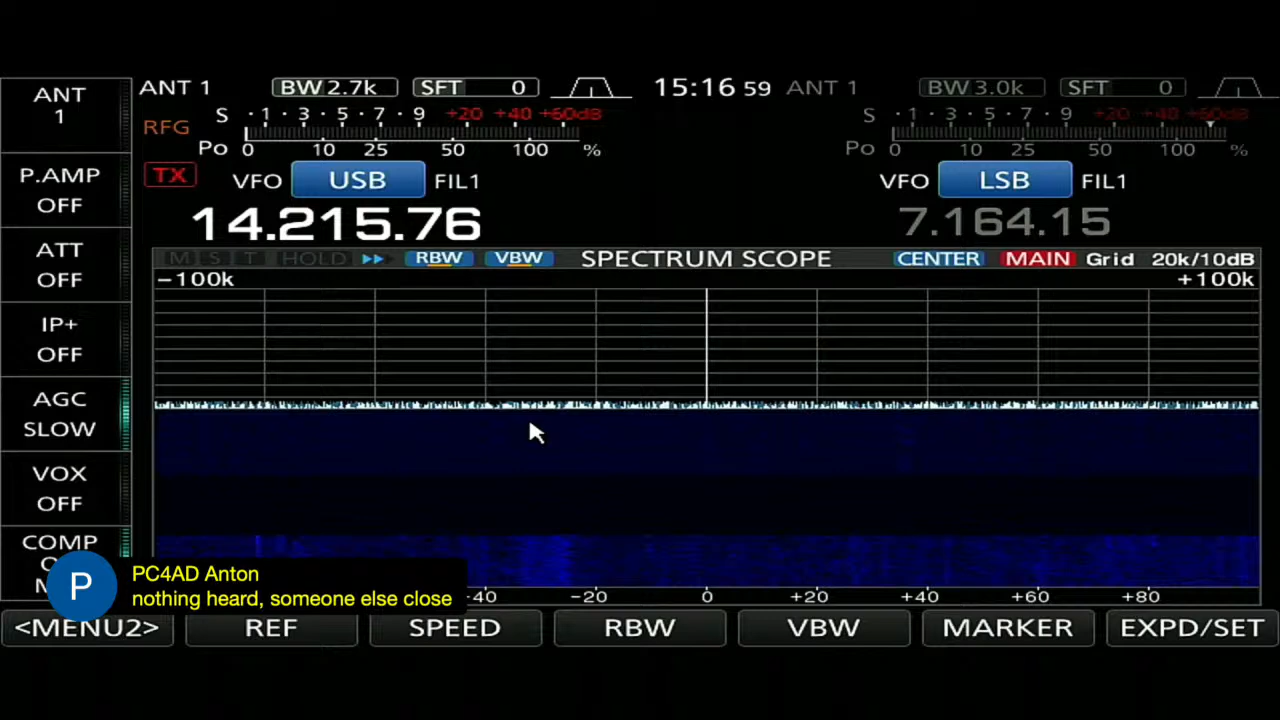 ANT 1
BW 2.7k
SFT 0
15:16 59
ANT 1
BW 3.0k
SFT 0
ANT
1
RFG
S ·1·3·5·7·9 +20 +40 +60dB
Po 0 10 25 50 100 %
S ·1·3·5·7·9 +20 +40 +60dB
Po 0 10 25 50 100 %
P.AMP
OFF
TX
VFO USB FIL1
VFO LSB FIL1
14.215.76
7.164.15
ATT
OFF
M S T HOLD RBW VBW SPECTRUM SCOPE CENTER MAIN Grid 20k/10dB
−100k
+100k
IP+
OFF
AGC
SLOW
VOX
OFF
COMP
P
PC4AD Anton
nothing heard, someone else close
-40 −20 0 +20 +40 +60 +80
<MENU2> REF SPEED RBW VBW MARKER EXPD/SET